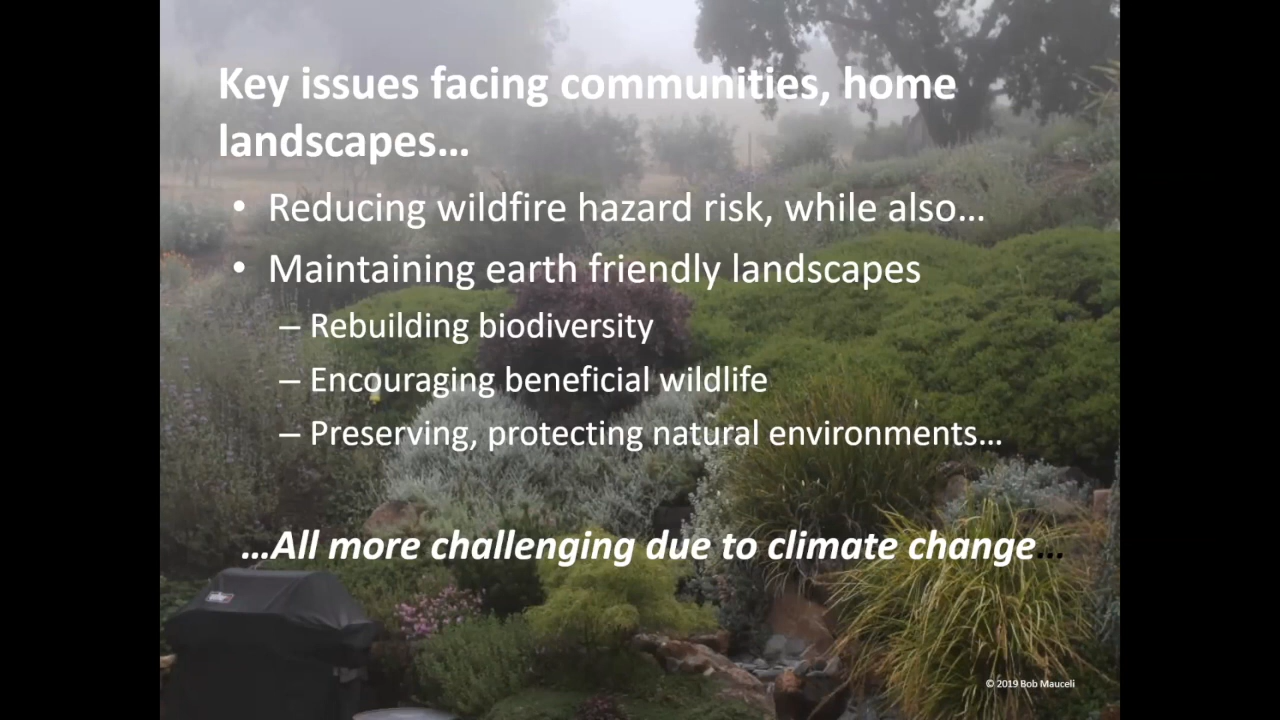 Key issues facing communities, home
landscapes…
• Reducing wildfire hazard risk, while also…
• Maintaining earth friendly landscapes
– Rebuilding biodiversity
– Encouraging beneficial wildlife
– Preserving, protecting natural environments…
…All more challenging due to climate change…
© 2019 Bob Mauceli